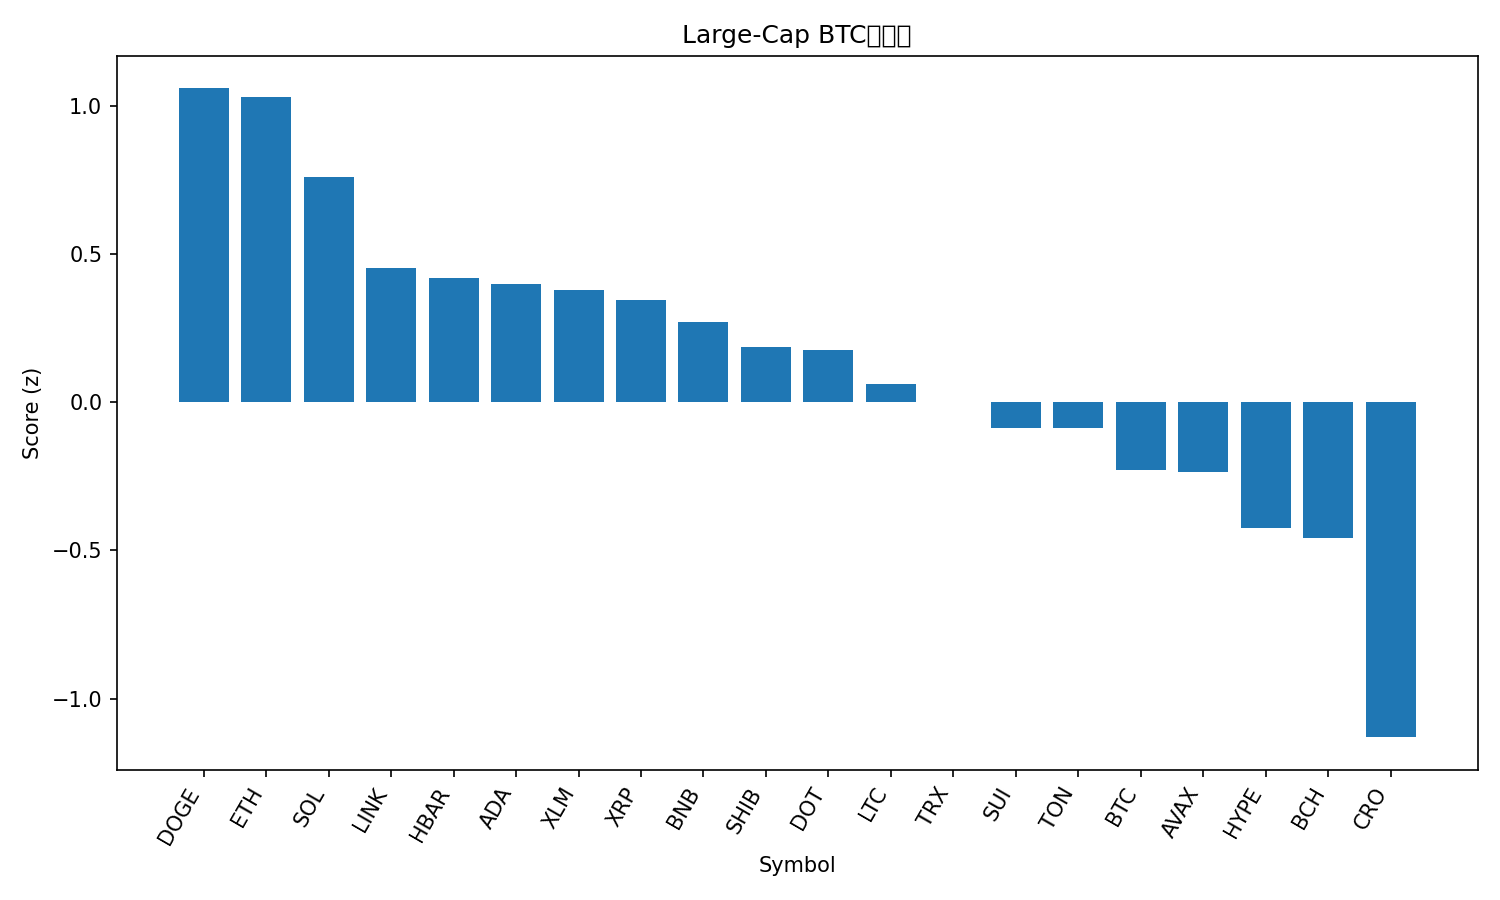 Large-Cap BTC
1.0
0.5
0.0
−0.5
−1.0
Score (z)
DOGE
ETH
SOL
LINK
HBAR
ADA
XLM
XRP
BNB
SHIB
DOT
LTC
TRX
SUI
TON
BTC
AVAX
HYPE
BCH
CRO
Symbol